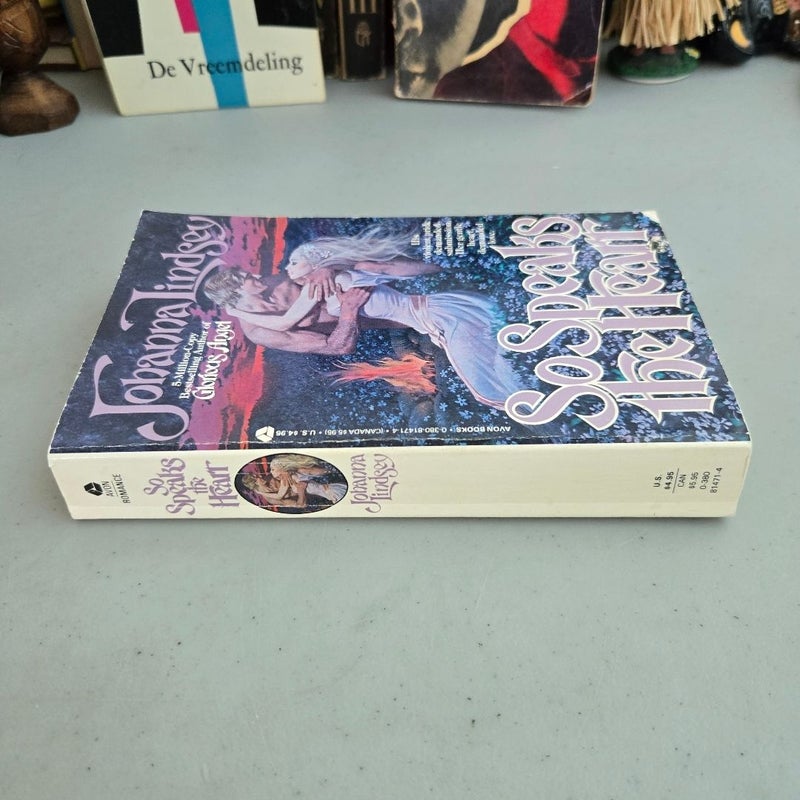 De Vreemdeling
III
Johanna Lindsey
5 Million-Copy
Bestselling Author of
Glorious Angel
So Speaks
the Heart
AVON BOOKS • 0-380-81471-4 • (CANADA $5.95) • U.S. $4.95
AVON
ROMANCE
So
Speaks
the
Heart
Johanna
Lindsey
U.S.
$4.95
CAN
$5.95
0-380
81471-4